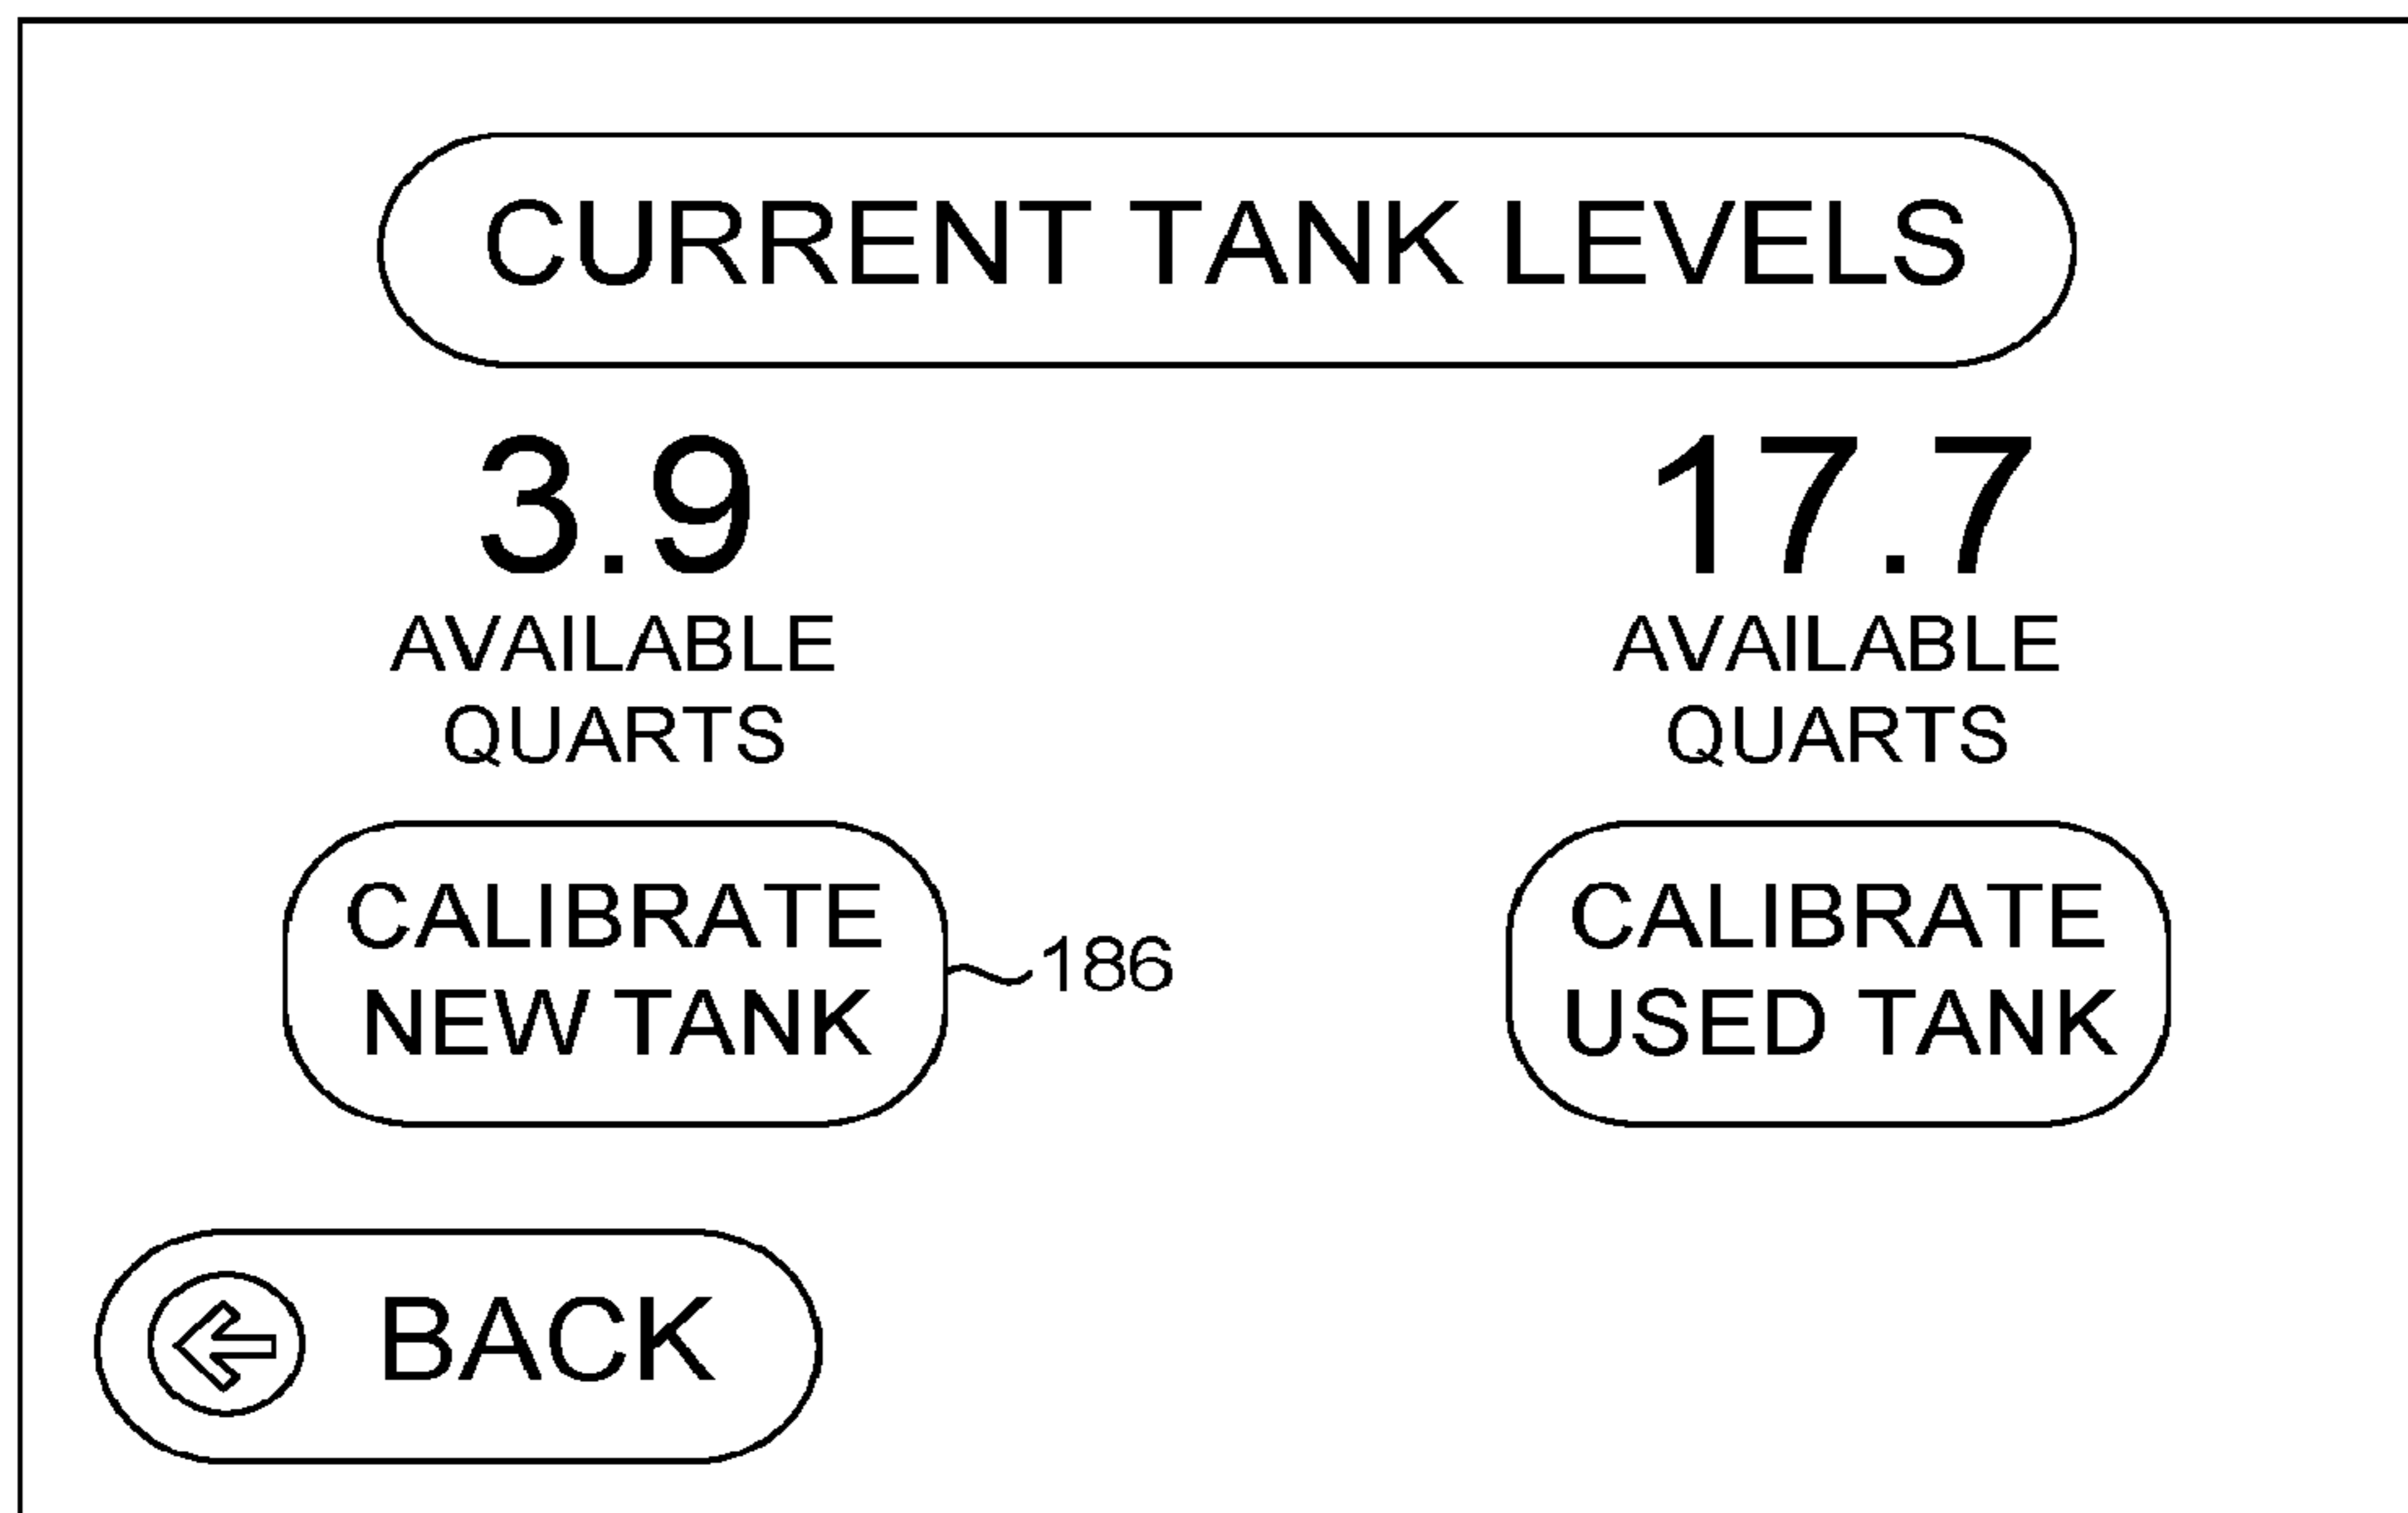 CURRENT TANK LEVELS
3.9
AVAILABLE
QUARTS
17.7
AVAILABLE
QUARTS
CALIBRATE
NEW TANK
186
CALIBRATE
USED TANK
BACK